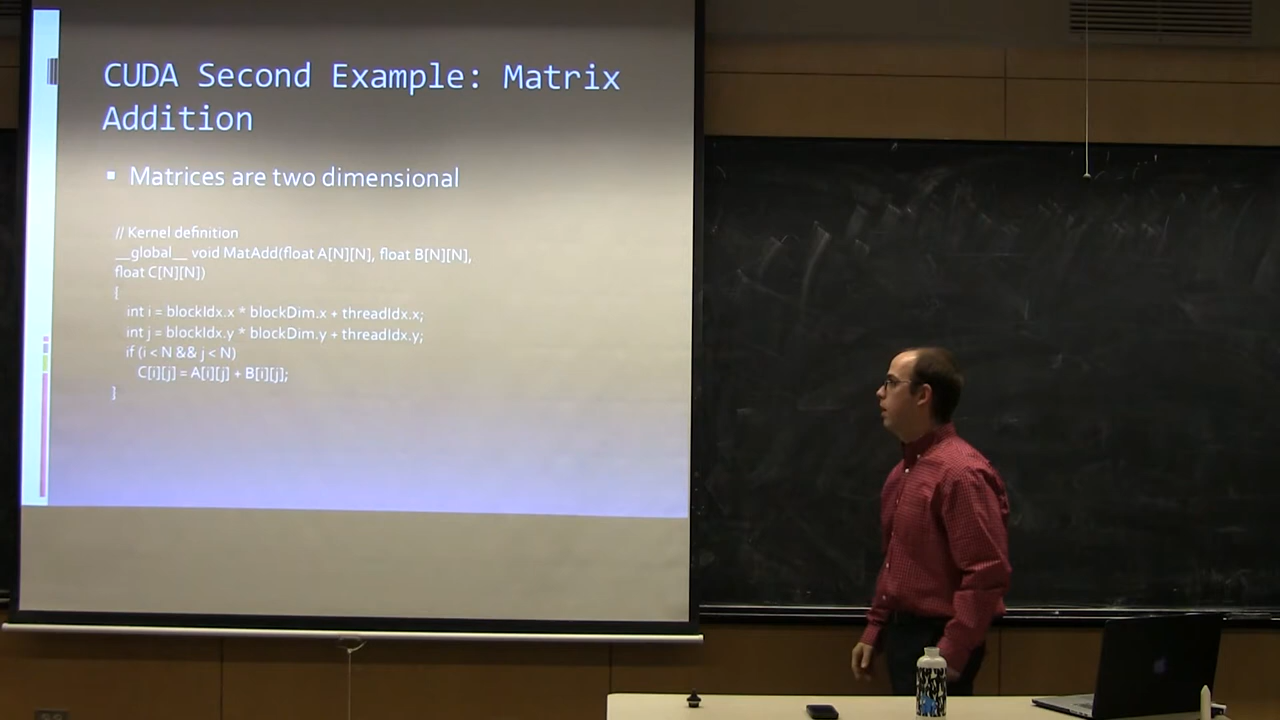 CUDA Second Example: Matrix
Addition
▪ Matrices are two dimensional
// Kernel definition
__global__ void MatAdd(float A[N][N], float B[N][N],
float C[N][N])
{
int i = blockIdx.x * blockDim.x + threadIdx.x;
int j = blockIdx.y * blockDim.y + threadIdx.y;
if (i < N && j < N)
C[i][j] = A[i][j] + B[i][j];
}